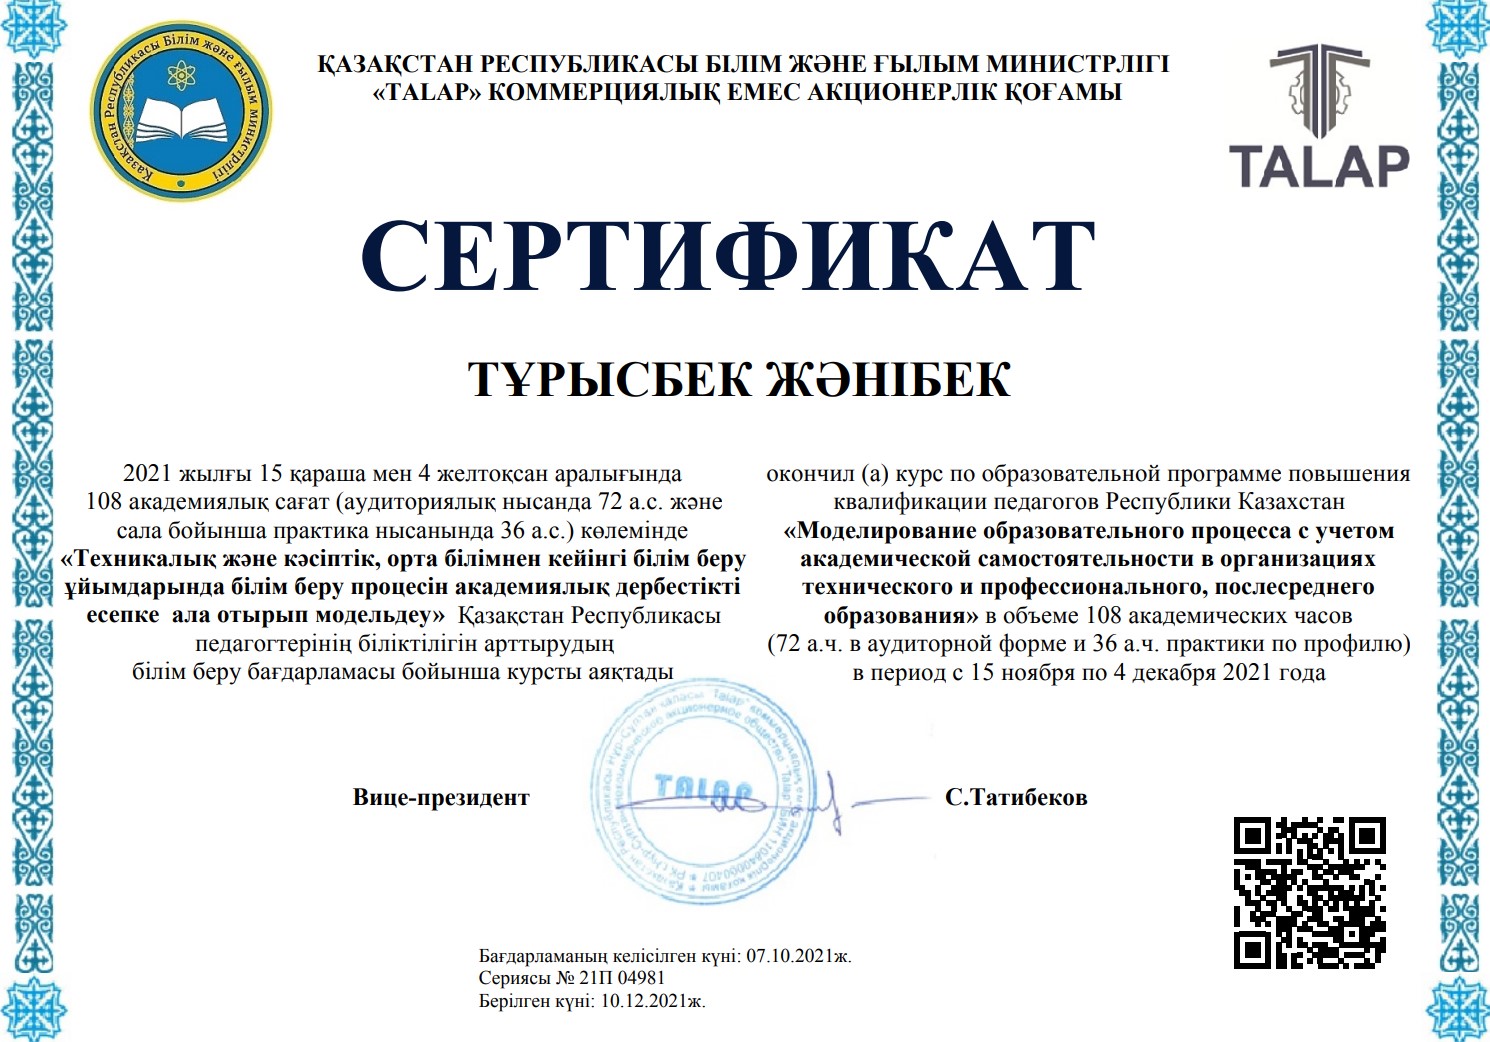 Қазақстан Республикасы Білім және ғылым министрлігі
ҚАЗАҚСТАН РЕСПУБЛИКАСЫ БІЛІМ ЖӘНЕ ҒЫЛЫМ МИНИСТРЛІГІ
«TALAP» КОММЕРЦИЯЛЫҚ ЕМЕС АКЦИОНЕРЛІК ҚОҒАМЫ
TALAP
СЕРТИФИКАТ
ТҰРЫСБЕК ЖӘНІБЕК
2021 жылғы 15 қараша мен 4 желтоқсан аралығында
108 академиялық сағат (аудиториялық нысанда 72 а.с. және
сала бойынша практика нысанында 36 а.с.) көлемінде
«Техникалық және кәсіптік, орта білімнен кейінгі білім беру
ұйымдарында білім беру процесін академиялық дербестікті
есепке ала отырып модельдеу» Қазақстан Республикасы
педагогтерінің біліктілігін арттырудың
білім беру бағдарламасы бойынша курсты аяқтады
окончил (а) курс по образовательной программе повышения
квалификации педагогов Республики Казахстан
«Моделирование образовательного процесса с учетом
академической самостоятельности в организациях
технического и профессионального, послесреднего
образования» в объеме 108 академических часов
(72 а.ч. в аудиторной форме и 36 а.ч. практики по профилю)
в период с 15 ноября по 4 декабря 2021 года
Вице-президент
TALAP
С.Татибеков
Бағдарламаның келісілген күні: 07.10.2021ж.
Сериясы № 21П 04981
Берілген күні: 10.12.2021ж.